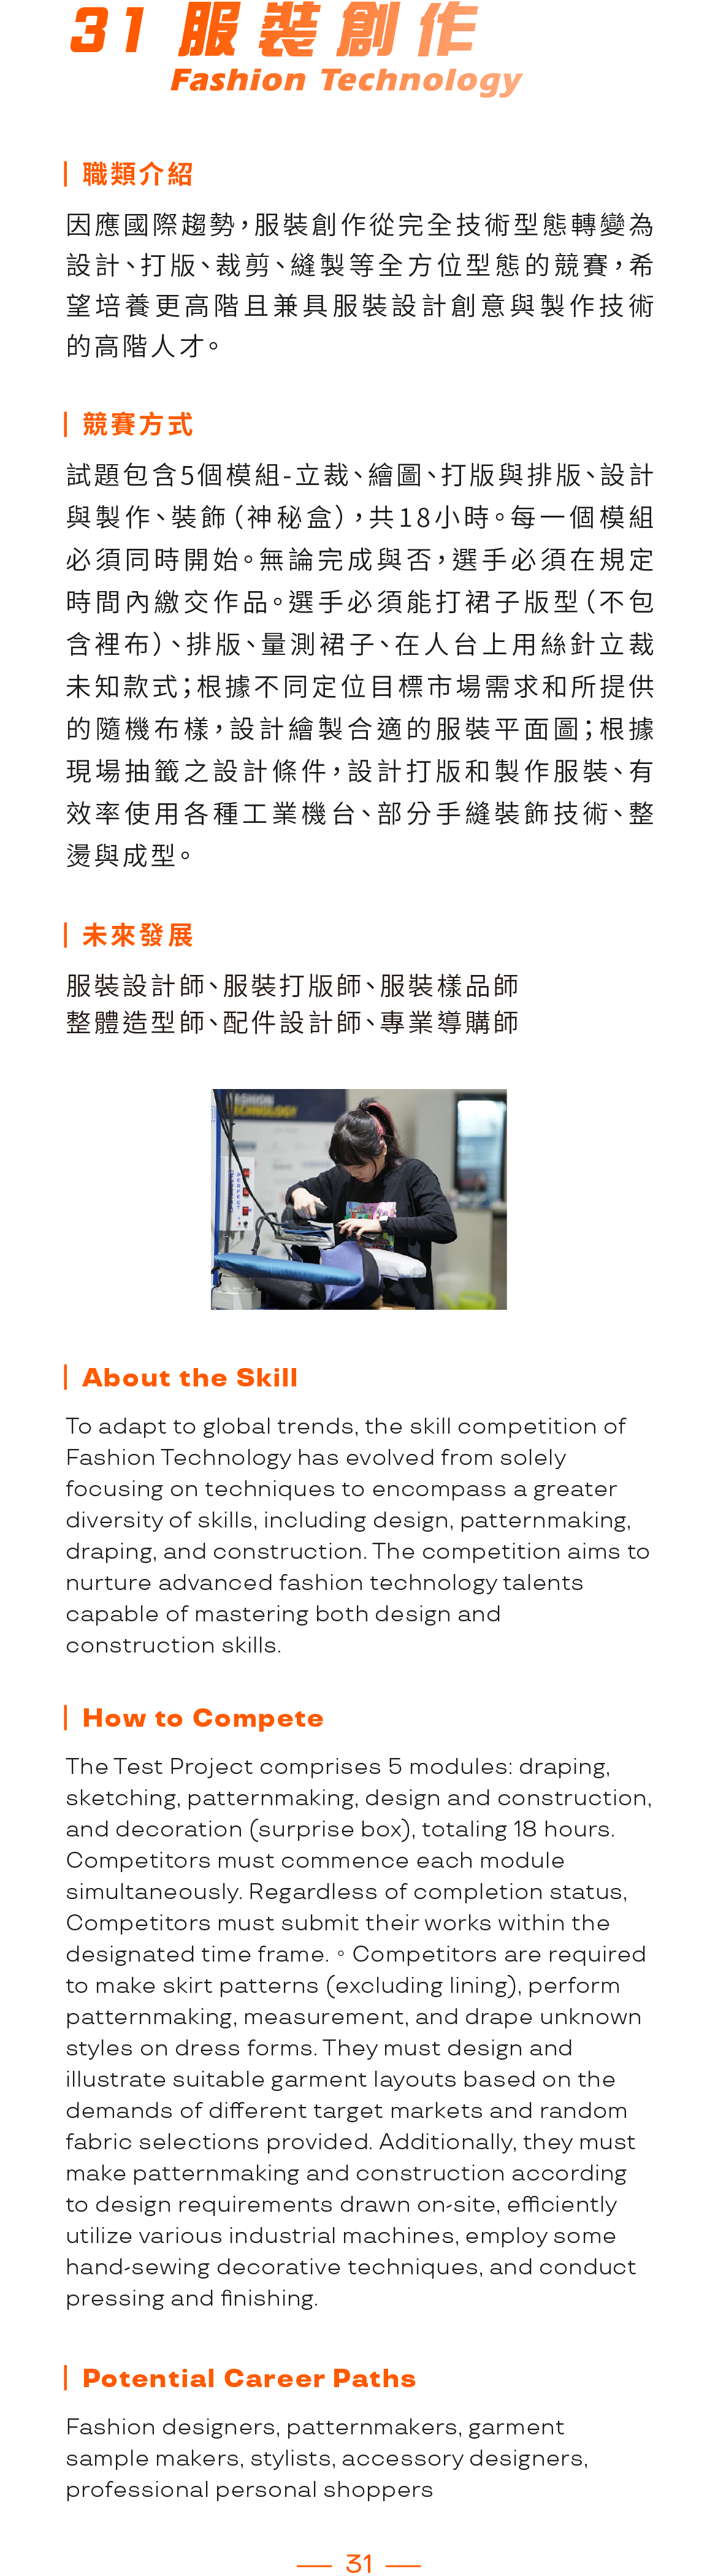 31 服裝創作
Fashion Technology
職類介紹
因應國際趨勢，服裝創作從完全技術型態轉變為
設計、打版、裁剪、縫製等全方位型態的競賽，希
望培養更高階且兼具服裝設計創意與製作技術
的高階人才。
競賽方式
試題包含5個模組-立裁、繪圖、打版與排版、設計
與製作、裝飾（神秘盒），共18小時。每一個模組
必須同時開始。無論完成與否，選手必須在規定
時間內繳交作品。選手必須能打裙子版型（不包
含裡布）、排版、量測裙子、在人台上用絲針立裁
未知款式；根據不同定位目標市場需求和所提供
的隨機布樣，設計繪製合適的服裝平面圖；根據
現場抽籤之設計條件，設計打版和製作服裝、有
效率使用各種工業機台、部分手縫裝飾技術、整
燙與成型。
未來發展
服裝設計師、服裝打版師、服裝樣品師
整體造型師、配件設計師、專業導購師
FASHION
TECHNOLOGY
About the Skill
To adapt to global trends, the skill competition of
Fashion Technology has evolved from solely
focusing on techniques to encompass a greater
diversity of skills, including design, patternmaking,
draping, and construction. The competition aims to
nurture advanced fashion technology talents
capable of mastering both design and
construction skills.
How to Compete
The Test Project comprises 5 modules: draping,
sketching, patternmaking, design and construction,
and decoration (surprise box), totaling 18 hours.
Competitors must commence each module
simultaneously. Regardless of completion status,
Competitors must submit their works within the
designated time frame.。Competitors are required
to make skirt patterns (excluding lining), perform
patternmaking, measurement, and drape unknown
styles on dress forms. They must design and
illustrate suitable garment layouts based on the
demands of different target markets and random
fabric selections provided. Additionally, they must
make patternmaking and construction according
to design requirements drawn on-site, efficiently
utilize various industrial machines, employ some
hand-sewing decorative techniques, and conduct
pressing and finishing.
Potential Career Paths
Fashion designers, patternmakers, garment
sample makers, stylists, accessory designers,
professional personal shoppers
31